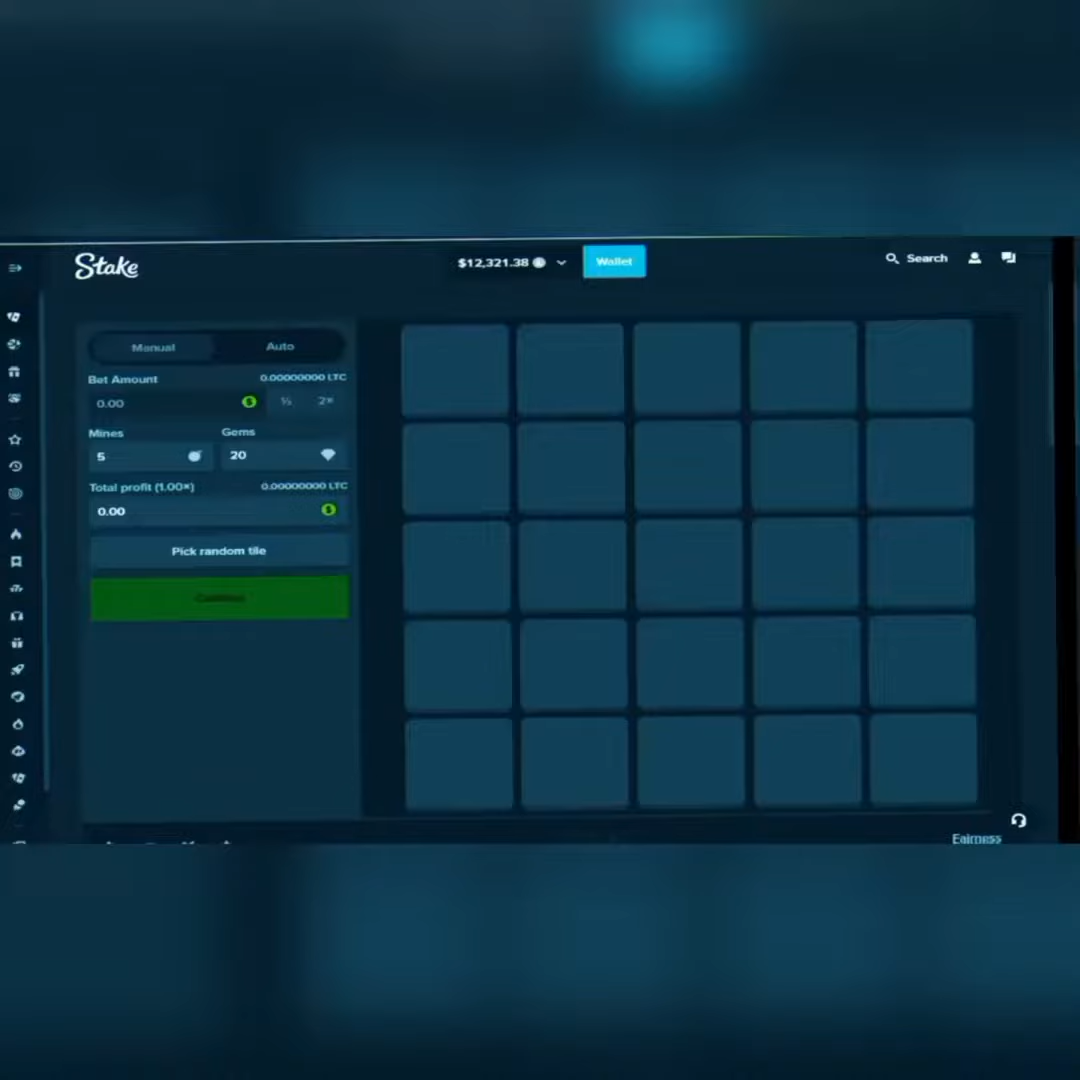 Stake
$12,321.38
Wallet
Search
Manual
Auto
Bet Amount
0.00000000 LTC
0.00
½
2×
Mines
Gems
5
20
Total profit (1.00×)
0.00000000 LTC
0.00
Pick random tile
Cashout
Fairness